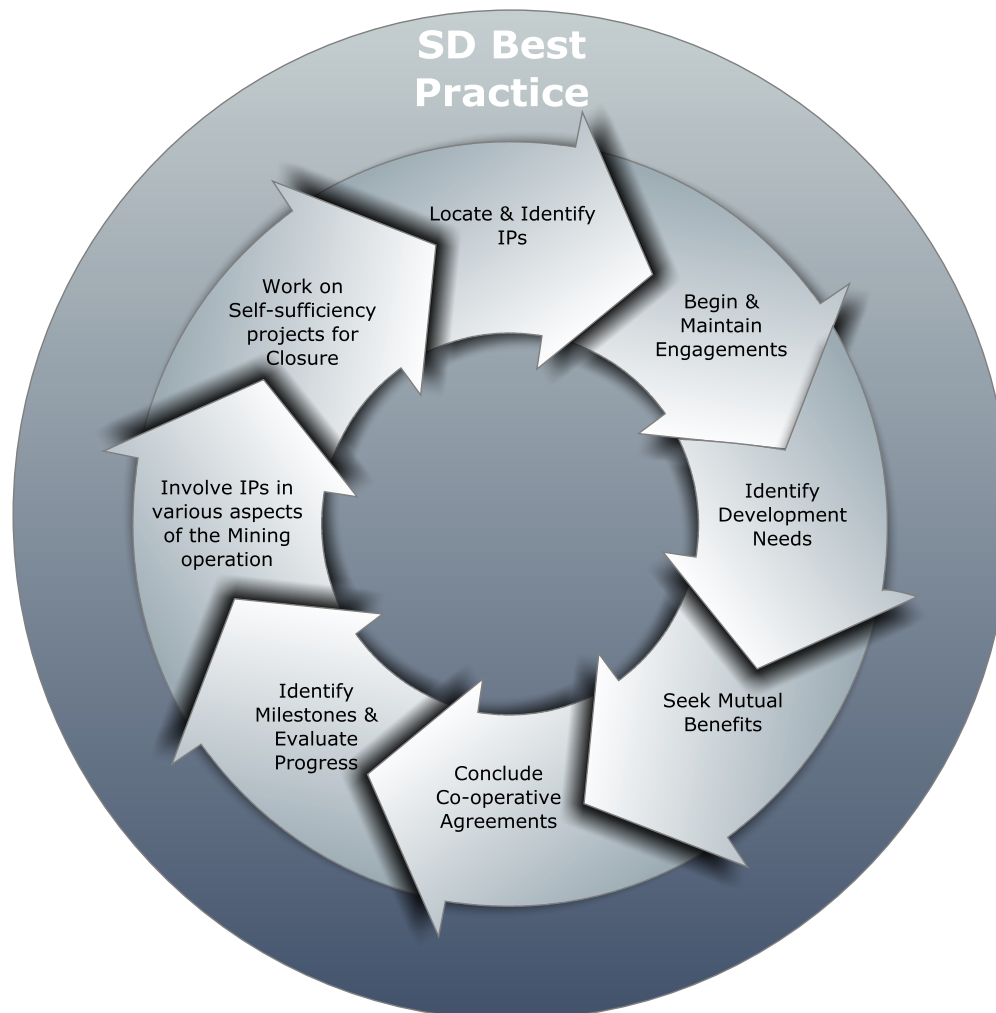 SD Best
Practice
Locate & Identify
IPs
Begin &
Maintain
Engagements
Identify
Development
Needs
Seek Mutual
Benefits
Conclude
Co-operative
Agreements
Identify
Milestones &
Evaluate
Progress
Involve IPs in
various aspects
of the Mining
operation
Work on
Self-sufficiency
projects for
Closure